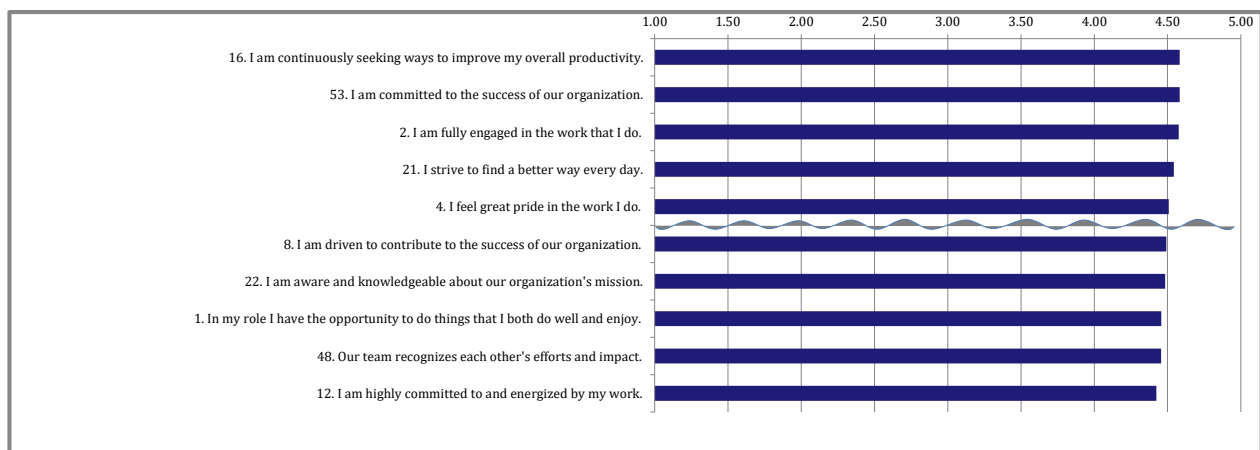 1.00 1.50 2.00 2.50 3.00 3.50 4.00 4.50 5.00
16. I am continuously seeking ways to improve my overall productivity.
53. I am committed to the success of our organization.
2. I am fully engaged in the work that I do.
21. I strive to find a better way every day.
4. I feel great pride in the work I do.
8. I am driven to contribute to the success of our organization.
22. I am aware and knowledgeable about our organization's mission.
1. In my role I have the opportunity to do things that I both do well and enjoy.
48. Our team recognizes each other's efforts and impact.
12. I am highly committed to and energized by my work.